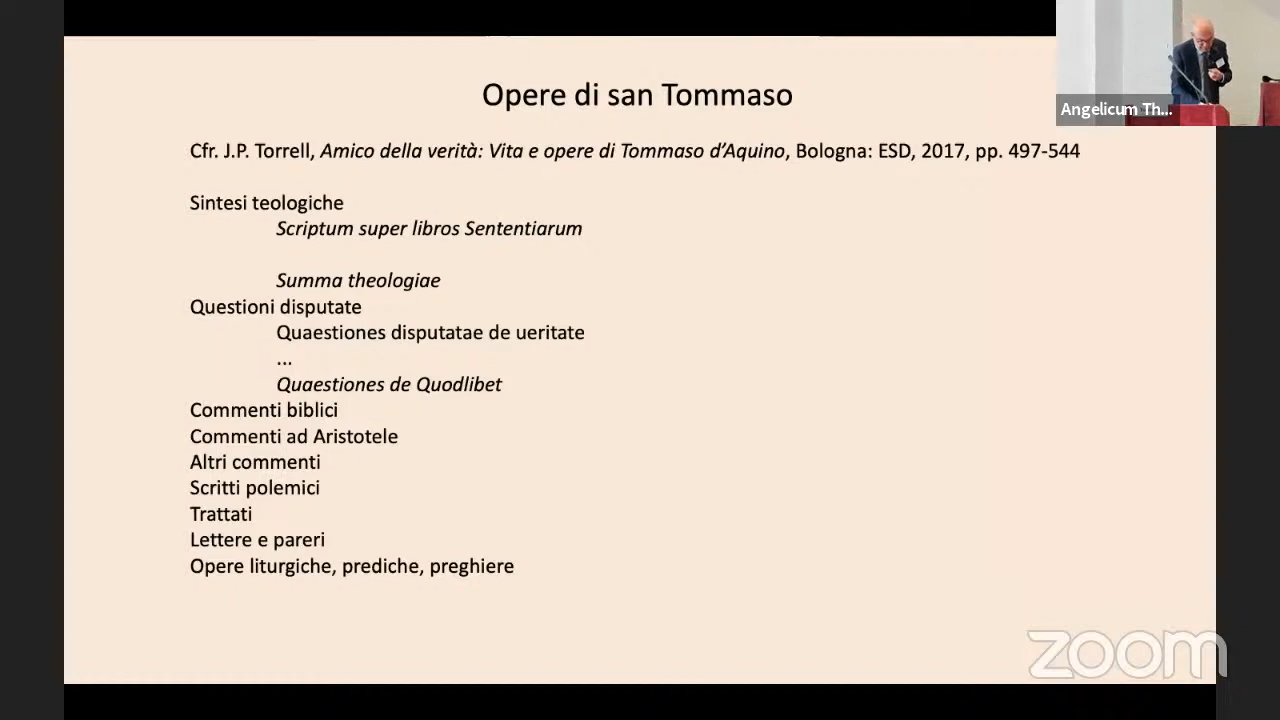 Opere di san Tommaso
Angelicum Th...
Cfr. J.P. Torrell, Amico della verità: Vita e opere di Tommaso d’Aquino, Bologna: ESD, 2017, pp. 497-544
Sintesi teologiche
Scriptum super libros Sententiarum
Summa theologiae
Questioni disputate
Quaestiones disputatae de ueritate
...
Quaestiones de Quodlibet
Commenti biblici
Commenti ad Aristotele
Altri commenti
Scritti polemici
Trattati
Lettere e pareri
Opere liturgiche, prediche, preghiere
zoom